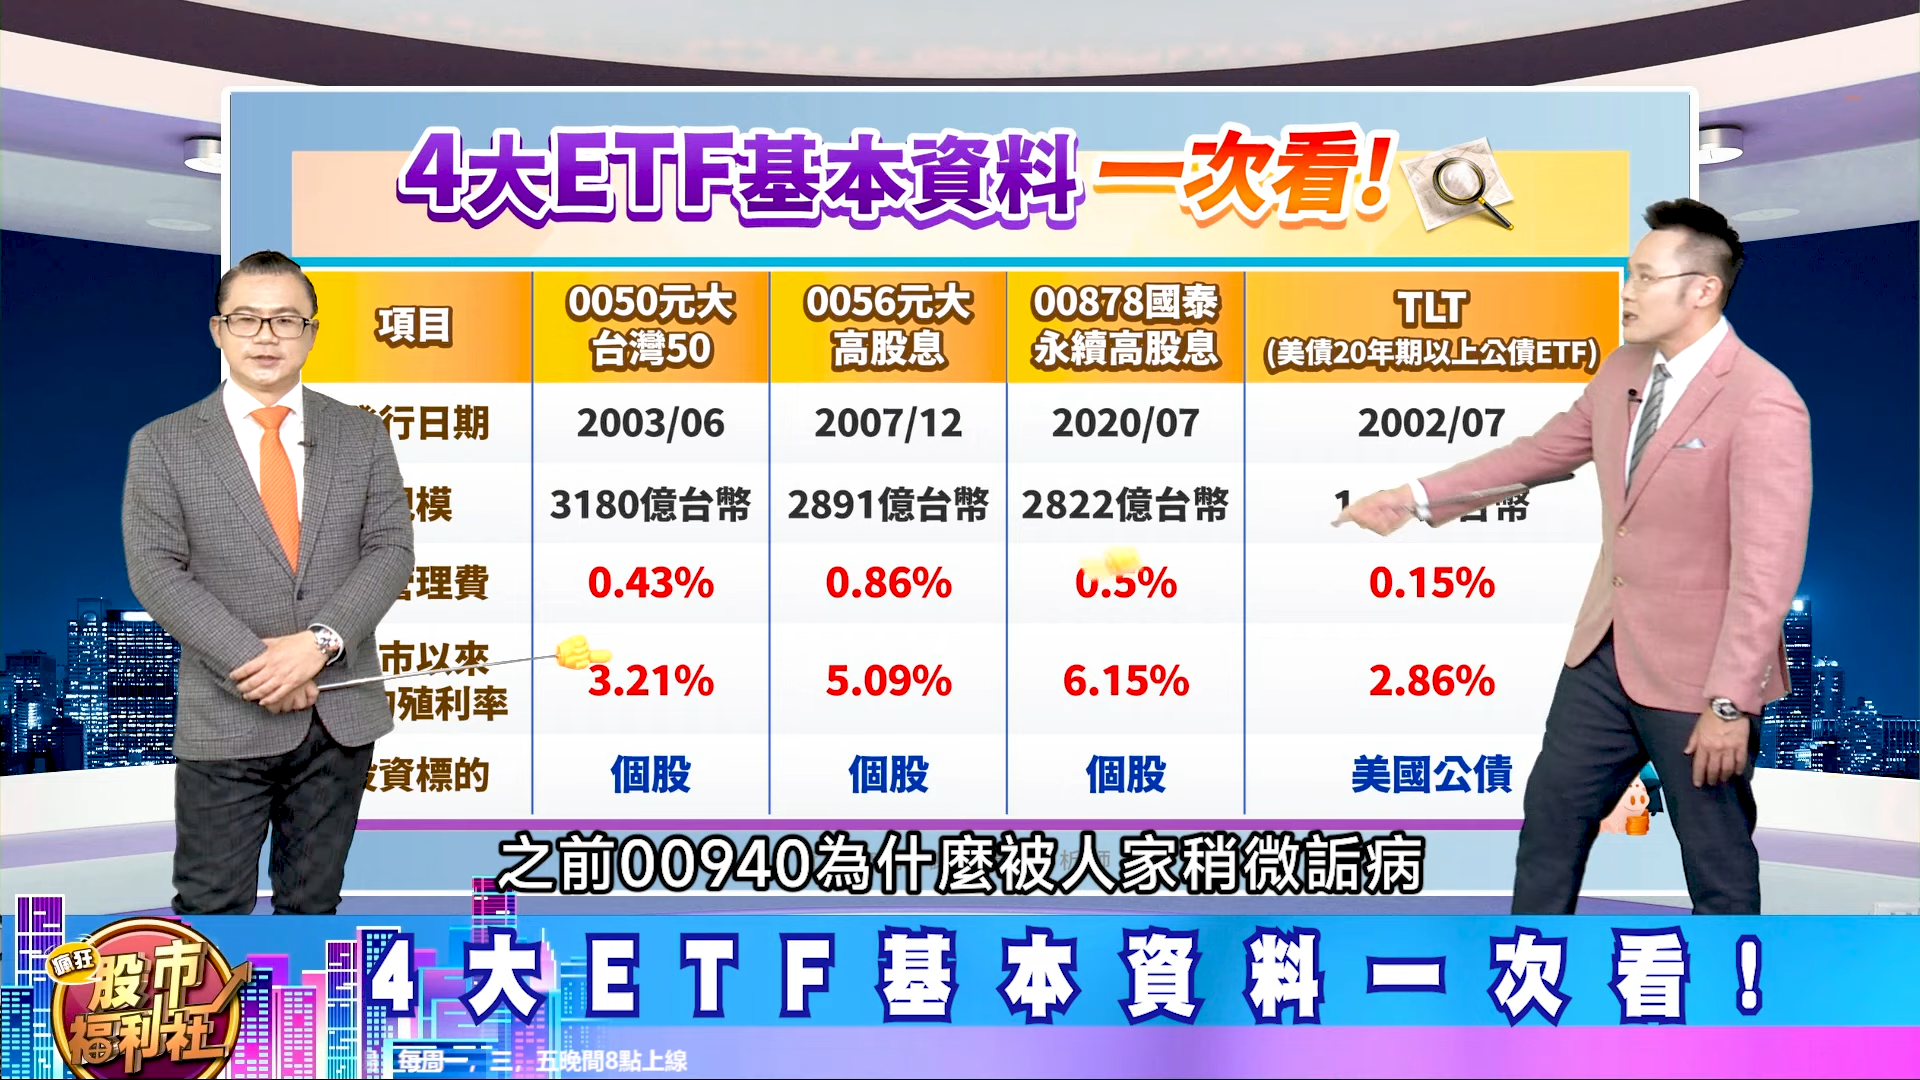 4大ETF基本資料一次看!
項目
0050元大
台灣50
0056元大
高股息
00878國泰
永續高股息
TLT
(美債20年期以上公債ETF)
行日期
2003/06
2007/12
2020/07
2002/07
模
3180億台幣
2891億台幣
2822億台幣
台幣
管理費
0.43%
0.86%
0.5%
0.15%
市以來
殖利率
3.21%
5.09%
6.15%
2.86%
資標的
個股
個股
個股
美國公債
之前00940為什麼被人家稍微詬病
4大ETF基本資料一次看!
瘋狂
股市
福利社
每周一,三,五晚間8點上線